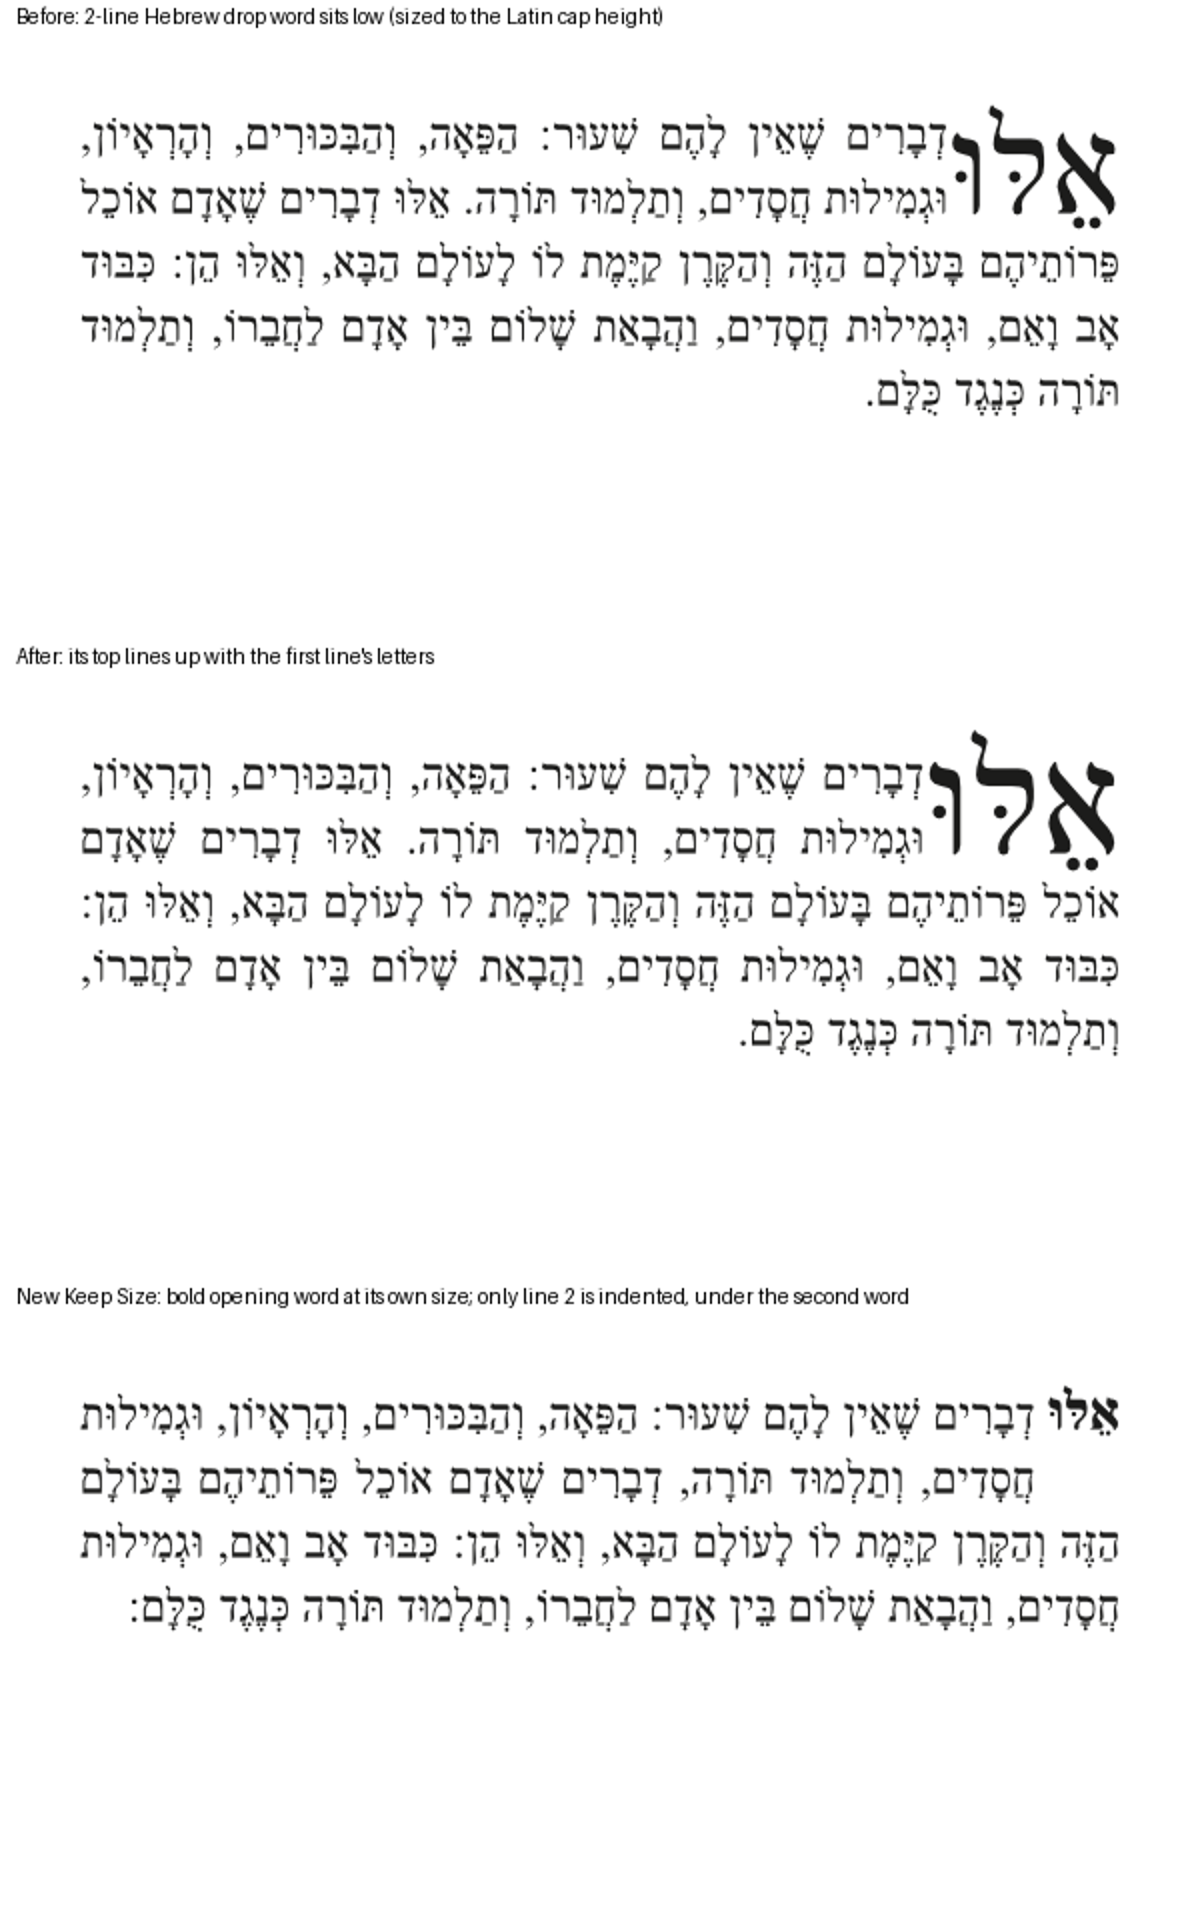 Before: 2-line Hebrew drop word sits low (sized to the Latin cap height)
אֵלּוּ דְבָרִים שֶׁאֵין לָהֶם שִׁעוּר: הַפֵּאָה, וְהַבִּכּוּרִים, וְהָרְאָיוֹן,
וּגְמִילוּת חֲסָדִים, וְתַלְמוּד תּוֹרָה. אֵלּוּ דְבָרִים שֶׁאָדָם אוֹכֵל
פֵּרוֹתֵיהֶם בָּעוֹלָם הַזֶּה וְהַקֶּרֶן קַיֶּמֶת לוֹ לָעוֹלָם הַבָּא, וְאֵלּוּ הֵן: כִּבּוּד
אָב וָאֵם, וּגְמִילוּת חֲסָדִים, וַהֲבָאַת שָׁלוֹם בֵּין אָדָם לַחֲבֵרוֹ, וְתַלְמוּד
תּוֹרָה כְּנֶגֶד כֻּלָּם.
After: its top lines up with the first line's letters
אֵלּוּ דְבָרִים שֶׁאֵין לָהֶם שִׁעוּר: הַפֵּאָה, וְהַבִּכּוּרִים, וְהָרְאָיוֹן,
וּגְמִילוּת חֲסָדִים, וְתַלְמוּד תּוֹרָה. אֵלּוּ דְבָרִים שֶׁאָדָם
אוֹכֵל פֵּרוֹתֵיהֶם בָּעוֹלָם הַזֶּה וְהַקֶּרֶן קַיֶּמֶת לוֹ לָעוֹלָם הַבָּא, וְאֵלּוּ הֵן:
כִּבּוּד אָב וָאֵם, וּגְמִילוּת חֲסָדִים, וַהֲבָאַת שָׁלוֹם בֵּין אָדָם לַחֲבֵרוֹ,
וְתַלְמוּד תּוֹרָה כְּנֶגֶד כֻּלָּם.
New Keep Size: bold opening word at its own size; only line 2 is indented, under the second word
אֵלּוּ דְבָרִים שֶׁאֵין לָהֶם שִׁעוּר: הַפֵּאָה, וְהַבִּכּוּרִים, וְהָרְאָיוֹן, וּגְמִילוּת
חֲסָדִים, וְתַלְמוּד תּוֹרָה, דְבָרִים שֶׁאָדָם אוֹכֵל פֵּרוֹתֵיהֶם בָּעוֹלָם
הַזֶּה וְהַקֶּרֶן קַיֶּמֶת לוֹ לָעוֹלָם הַבָּא, וְאֵלּוּ הֵן: כִּבּוּד אָב וָאֵם, וּגְמִילוּת
חֲסָדִים, וַהֲבָאַת שָׁלוֹם בֵּין אָדָם לַחֲבֵרוֹ, וְתַלְמוּד תּוֹרָה כְּנֶגֶד כֻּלָּם: